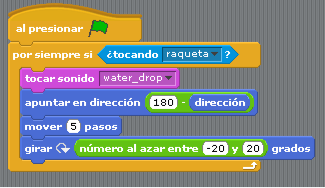 al presionar
por siempre si ¿tocando raqueta ?
tocar sonido water_drop
apuntar en dirección 180 - dirección
mover 5 pasos
girar número al azar entre -20 y 20 grados